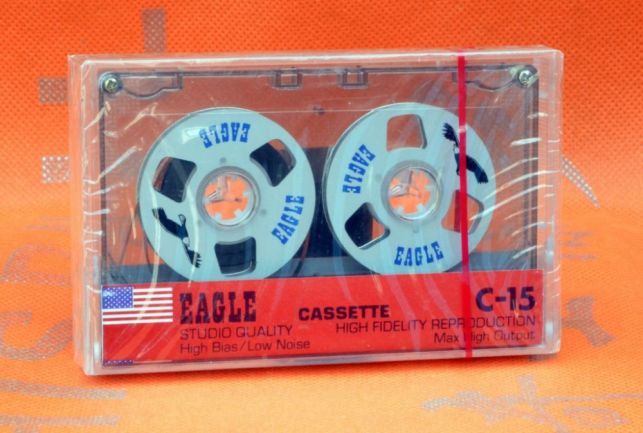 EAGLE
EAGLE
EAGLE
EAGLE
EAGLE
EAGLE CASSETTE C-15
STUDIO QUALITY HIGH FIDELITY REPRODUCTION
High Bias/Low Noise Max High Output